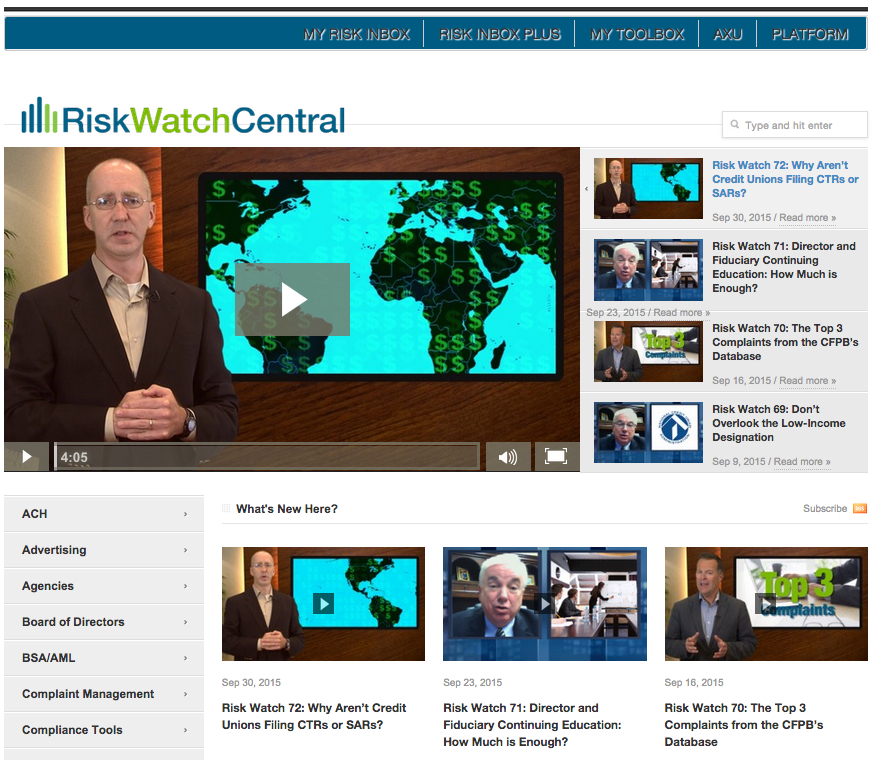 MY RISK INBOX
RISK INBOX PLUS
MY TOOLBOX
AXU
PLATFORM
RiskWatchCentral
Type and hit enter
4:05
Risk Watch 72: Why Aren’t
Credit Unions Filing CTRs or
SARs?
Sep 30, 2015 / Read more »
Risk Watch 71: Director and
Fiduciary Continuing
Education: How Much is
Enough?
Sep 23, 2015 / Read more »
Top 3
Complaints
Risk Watch 70: The Top 3
Complaints from the CFPB’s
Database
Sep 16, 2015 / Read more »
Risk Watch 69: Don’t
Overlook the Low-Income
Designation
Sep 9, 2015 / Read more »
ACH
Advertising
Agencies
Board of Directors
BSA/AML
Complaint Management
Compliance Tools
What's New Here?
Subscribe
Top 3
Complaints
Sep 30, 2015
Risk Watch 72: Why Aren’t Credit
Unions Filing CTRs or SARs?
Sep 23, 2015
Risk Watch 71: Director and
Fiduciary Continuing Education:
How Much is Enough?
Sep 16, 2015
Risk Watch 70: The Top 3
Complaints from the CFPB’s
Database